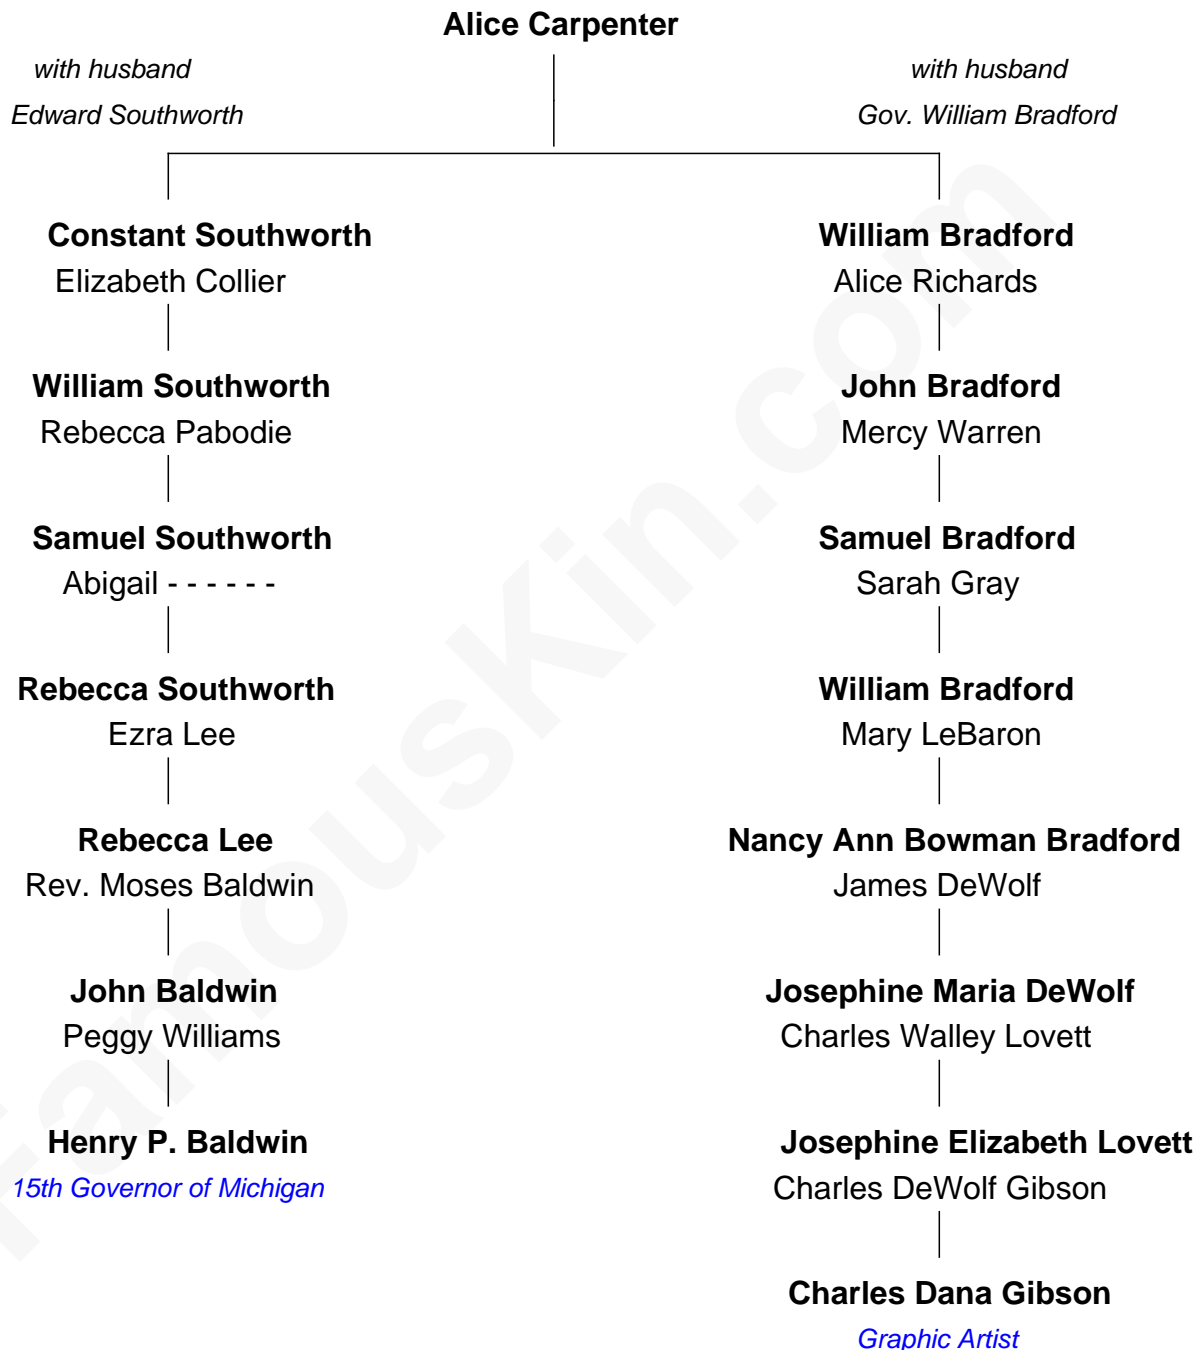 Alice Carpenter
with husband
Edward Southworth
with husband
Gov. William Bradford
Constant Southworth
Elizabeth Collier
William Bradford
Alice Richards
William Southworth
Rebecca Pabodie
John Bradford
Mercy Warren
Samuel Southworth
Abigail - - - - - -
Samuel Bradford
Sarah Gray
Rebecca Southworth
Ezra Lee
William Bradford
Mary LeBaron
Rebecca Lee
Rev. Moses Baldwin
Nancy Ann Bowman Bradford
James DeWolf
John Baldwin
Peggy Williams
Josephine Maria DeWolf
Charles Walley Lovett
Henry P. Baldwin
15th Governor of Michigan
Josephine Elizabeth Lovett
Charles DeWolf Gibson
Charles Dana Gibson
Graphic Artist
FamousKin.com